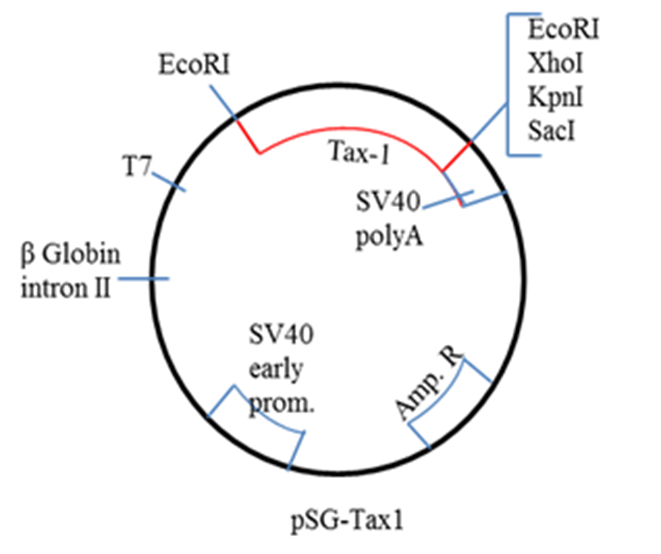 EcoRI
XhoI
KpnI
SacI
EcoRI
Tax-1
T7
SV40
polyA
β Globin
intron II
SV40
early
prom.
Amp. R
pSG-Tax1